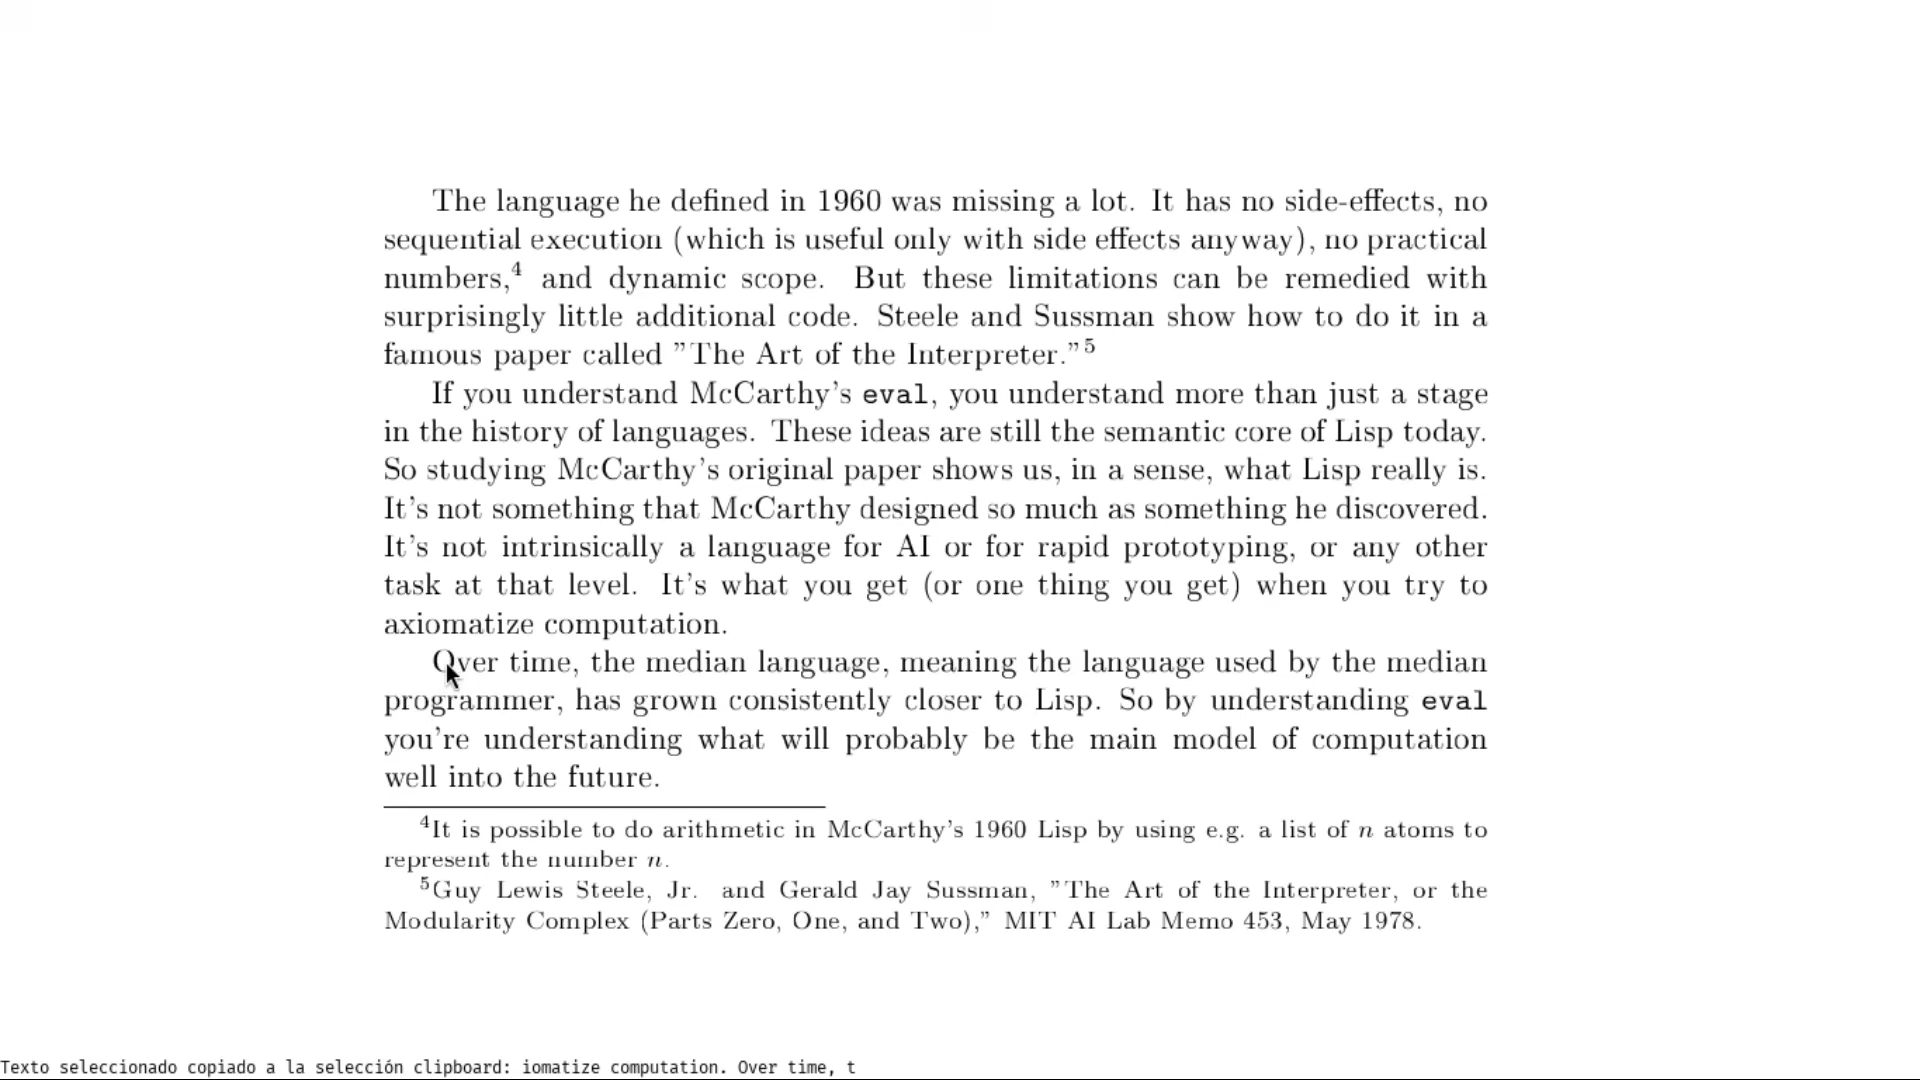 The language he defined in 1960 was missing a lot. It has no side-effects, no
sequential execution (which is useful only with side effects anyway), no practical
numbers,⁴ and dynamic scope. But these limitations can be remedied with
surprisingly little additional code. Steele and Sussman show how to do it in a
famous paper called ”The Art of the Interpreter.”⁵
If you understand McCarthy’s eval, you understand more than just a stage
in the history of languages. These ideas are still the semantic core of Lisp today.
So studying McCarthy’s original paper shows us, in a sense, what Lisp really is.
It’s not something that McCarthy designed so much as something he discovered.
It’s not intrinsically a language for AI or for rapid prototyping, or any other
task at that level. It’s what you get (or one thing you get) when you try to
axiomatize computation.
Over time, the median language, meaning the language used by the median
programmer, has grown consistently closer to Lisp. So by understanding eval
you’re understanding what will probably be the main model of computation
well into the future.
⁴It is possible to do arithmetic in McCarthy’s 1960 Lisp by using e.g. a list of n atoms to
represent the number n.
⁵Guy Lewis Steele, Jr. and Gerald Jay Sussman, ”The Art of the Interpreter, or the
Modularity Complex (Parts Zero, One, and Two),” MIT AI Lab Memo 453, May 1978.
Texto seleccionado copiado a la selección clipboard: iomatize computation. Over time, t